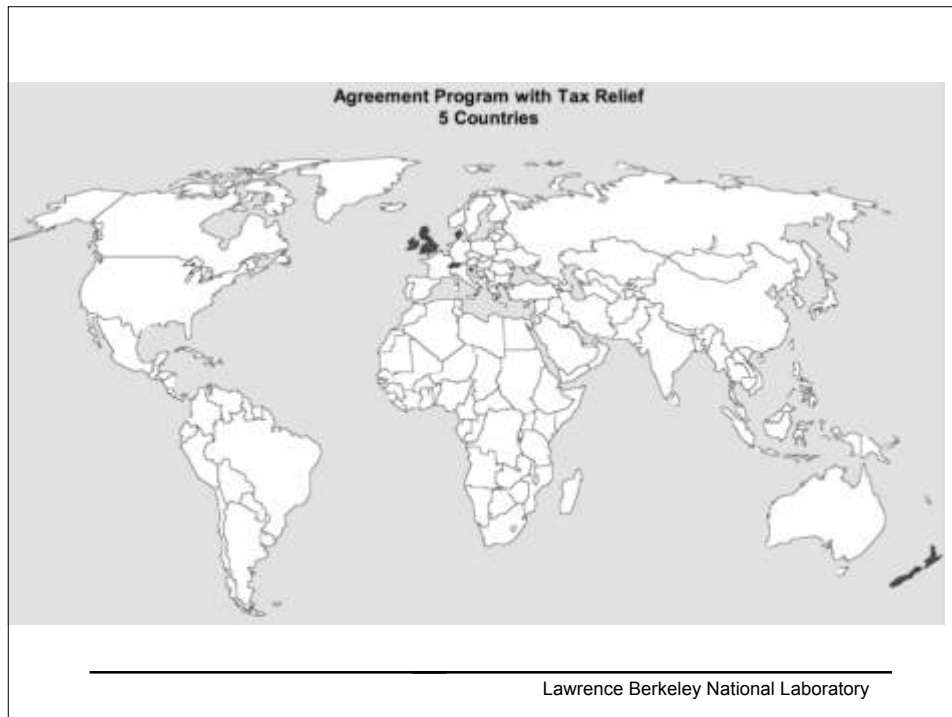 Agreement Program with Tax Relief
5 Countries
Lawrence Berkeley National Laboratory